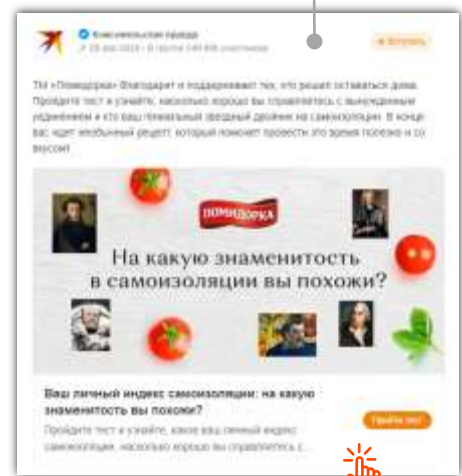 Комсомольская правда
ТМ «Помидорка» благодарит и поддерживает тех, кто решил оставаться дома.
Пройдите тест и узнайте, насколько хорошо вы справляетесь с вынужденным
уединением и кто ваш гениальный звездный двойник на самоизоляции. В конце
вас ждет необычный рецепт, который поможет провести это время полезно и со
вкусом!
ПОМИДОРКА
На какую знаменитость
в самоизоляции вы похожи?
Ваш личный индекс самоизоляции: на какую
знаменитость вы похожи?
Пройдите тест и узнайте, каков ваш личный индекс
самоизоляции, насколько хорошо вы справляетесь с...
Пройти тест